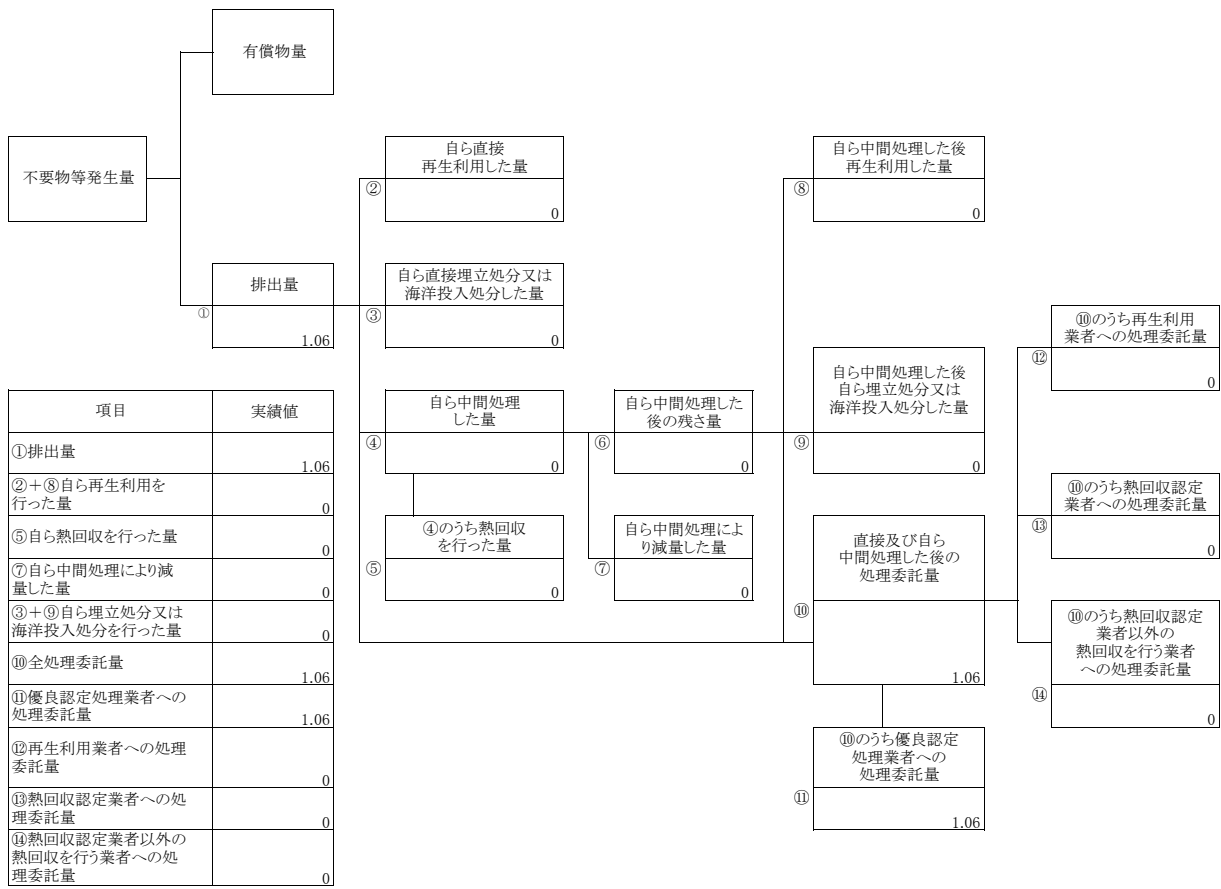 有償物量
不要物等発生量
自ら直接
再生利用した量
②
0
自ら中間処理した後
再生利用した量
⑧
0
排出量
①
1.06
自ら直接埋立処分又は
海洋投入処分した量
③
0
⑩のうち再生利用
業者への処理委託量
⑫
0
自ら中間処理
した量
④
0
自ら中間処理した
後の残さ量
⑥
0
自ら中間処理した後
自ら埋立処分又は
海洋投入処分した量
⑨
0
⑩のうち熱回収認定
業者への処理委託量
⑬
0
④のうち熱回収
を行った量
⑤
0
自ら中間処理によ
り減量した量
⑦
0
直接及び自ら
中間処理した後の
処理委託量
⑩
1.06
⑩のうち熱回収認定
業者以外の
熱回収を行う業者
への処理委託量
⑭
0
⑩のうち優良認定
処理業者への
処理委託量
⑪
1.06
項目 実績値
①排出量
1.06
②+⑧自ら再生利用を
行った量
0
⑤自ら熱回収を行った量
0
⑦自ら中間処理により減
量した量
0
③+⑨自ら埋立処分又は
海洋投入処分を行った量
0
⑩全処理委託量
1.06
⑪優良認定処理業者への
処理委託量
1.06
⑫再生利用業者への処理
委託量
0
⑬熱回収認定業者への処
理委託量
0
⑭熱回収認定業者以外の
熱回収を行う業者への処
理委託量
0